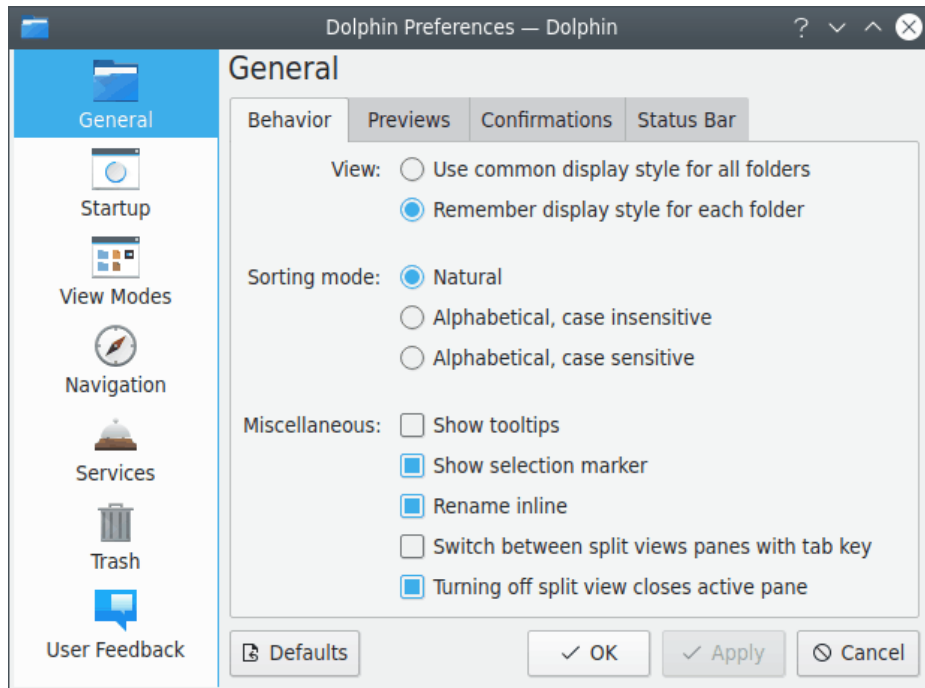 Dolphin Preferences — Dolphin
General
Startup
View Modes
Navigation
Services
Trash
User Feedback
General
Behavior Previews Confirmations Status Bar
View: Use common display style for all folders
Remember display style for each folder
Sorting mode: Natural
Alphabetical, case insensitive
Alphabetical, case sensitive
Miscellaneous: Show tooltips
Show selection marker
Rename inline
Switch between split views panes with tab key
Turning off split view closes active pane
Defaults OK Apply Cancel